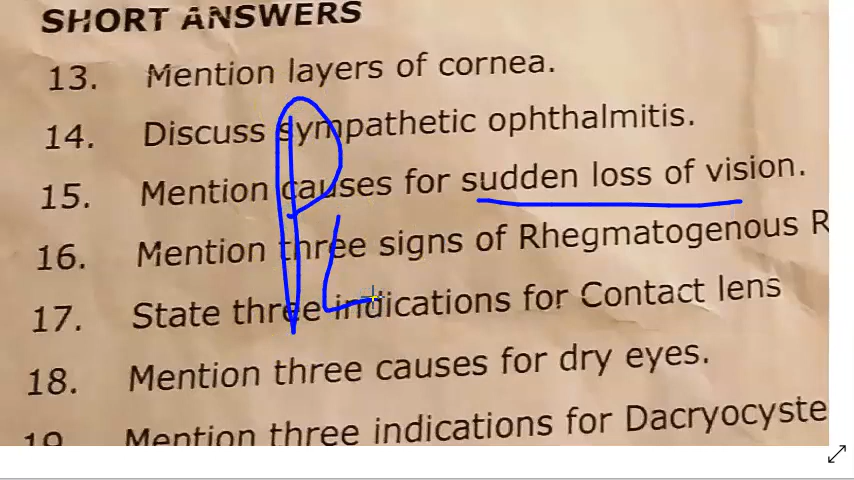 SHORT ANSWERS
13. Mention layers of cornea.
14. Discuss sympathetic ophthalmitis.
15. Mention causes for sudden loss of vision.
16. Mention three signs of Rhegmatogenous R
17. State three indications for Contact lens
18. Mention three causes for dry eyes.
19. Mention three indications for Dacryocyste
PL